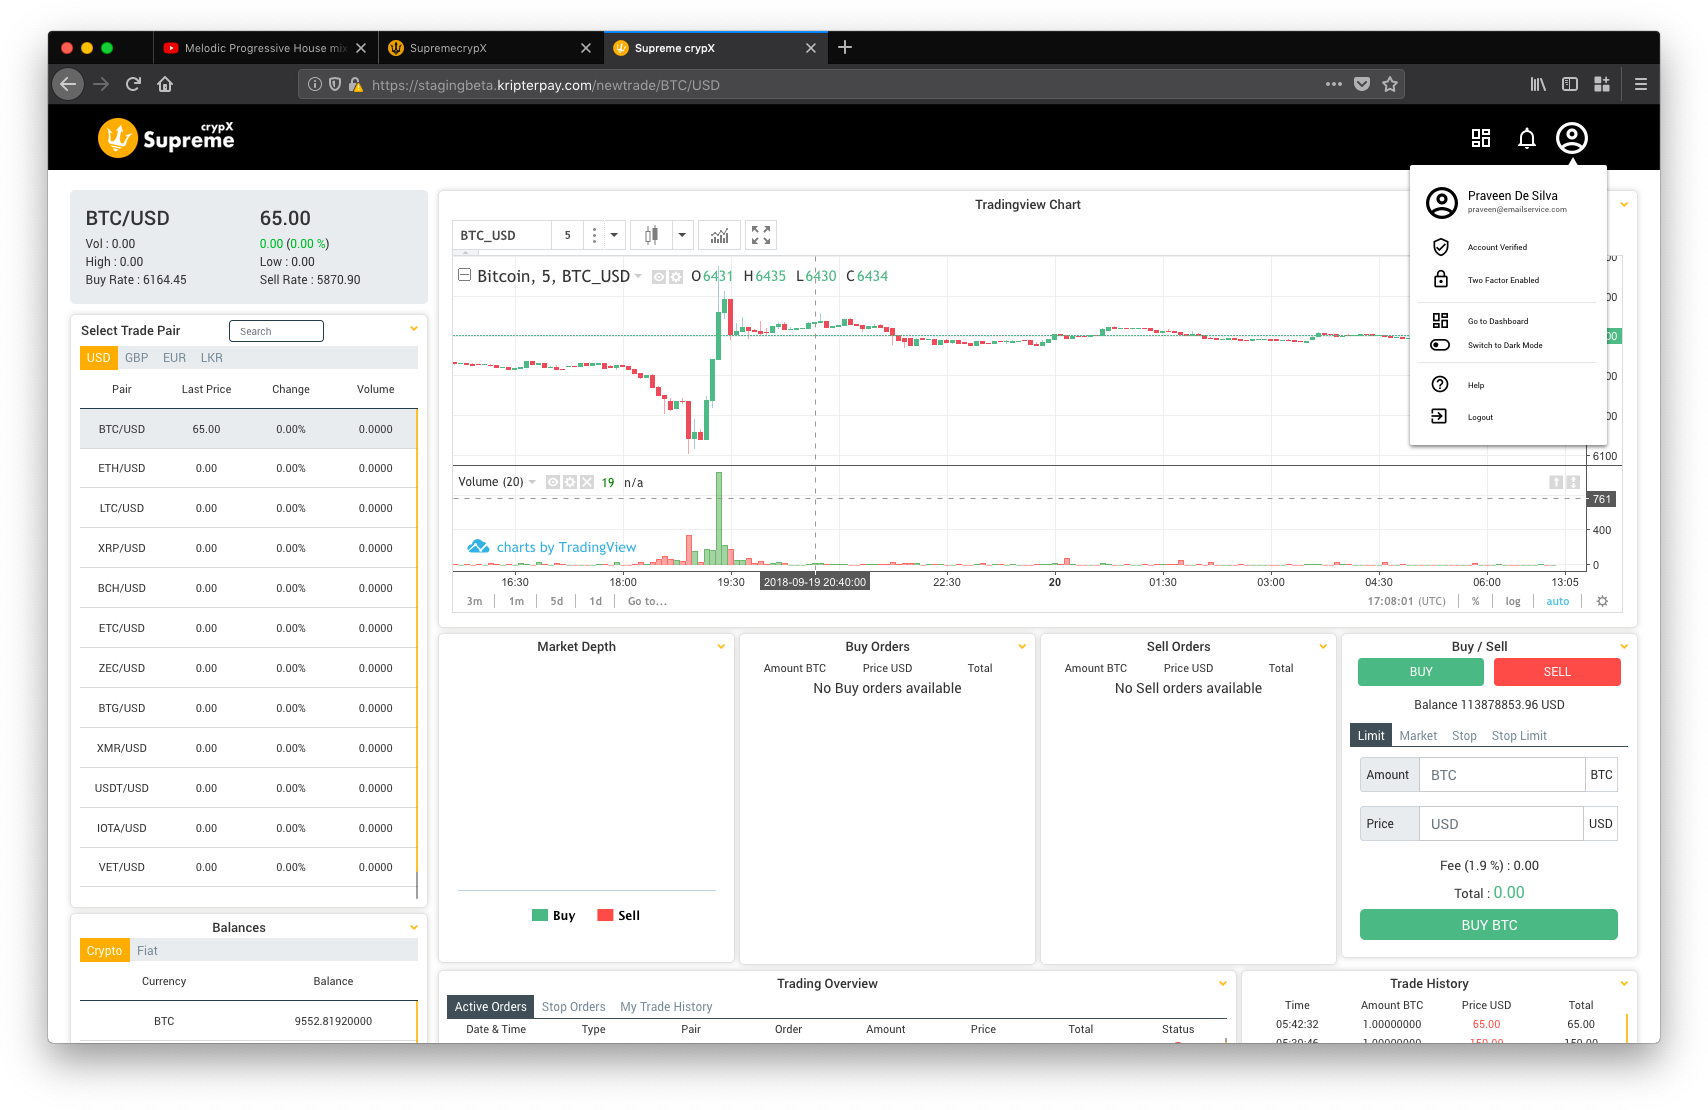 Melodic Progressive House mix
SupremecrypX
Supreme crypX
https://stagingbeta.kripterpay.com/newtrade/BTC/USD
crypX
Supreme
Praveen De Silva
praveen@emailservice.com
Account Verified
Two Factor Enabled
Go to Dashboard
Switch to Dark Mode
Help
Logout
BTC/USD 65.00
Vol : 0.00 0.00 (0.00 %)
High : 0.00 Low : 0.00
Buy Rate : 6164.45 Sell Rate : 5870.90
Select Trade Pair Search
USD GBP EUR LKR
Pair Last Price Change Volume
BTC/USD 65.00 0.00% 0.0000
ETH/USD 0.00 0.00% 0.0000
LTC/USD 0.00 0.00% 0.0000
XRP/USD 0.00 0.00% 0.0000
BCH/USD 0.00 0.00% 0.0000
ETC/USD 0.00 0.00% 0.0000
ZEC/USD 0.00 0.00% 0.0000
BTG/USD 0.00 0.00% 0.0000
XMR/USD 0.00 0.00% 0.0000
USDT/USD 0.00 0.00% 0.0000
IOTA/USD 0.00 0.00% 0.0000
VET/USD 0.00 0.00% 0.0000
Balances
Crypto Fiat
Currency Balance
BTC 9552.81920000
Tradingview Chart
BTC_USD 5
Bitcoin, 5, BTC_USD O6431 H6435 L6430 C6434
6100
Volume (20) 19 n/a
761
400
0
charts by TradingView
16:30 18:00 19:30 2018-09-19 20:40:00 22:30 20 01:30 03:00 04:30 06:00 13:05
3m 1m 5d 1d Go to... 17:08:01 (UTC) % log auto
Market Depth
Buy Sell
Buy Orders
Amount BTC Price USD Total
No Buy orders available
Sell Orders
Amount BTC Price USD Total
No Sell orders available
Buy / Sell
BUY SELL
Balance 113878853.96 USD
Limit Market Stop Stop Limit
Amount BTC BTC
Price USD USD
Fee (1.9 %) : 0.00
Total : 0.00
BUY BTC
Trading Overview
Active Orders Stop Orders My Trade History
Date & Time Type Pair Order Amount Price Total Status
Trade History
Time Amount BTC Price USD Total
05:42:32 1.00000000 65.00 65.00